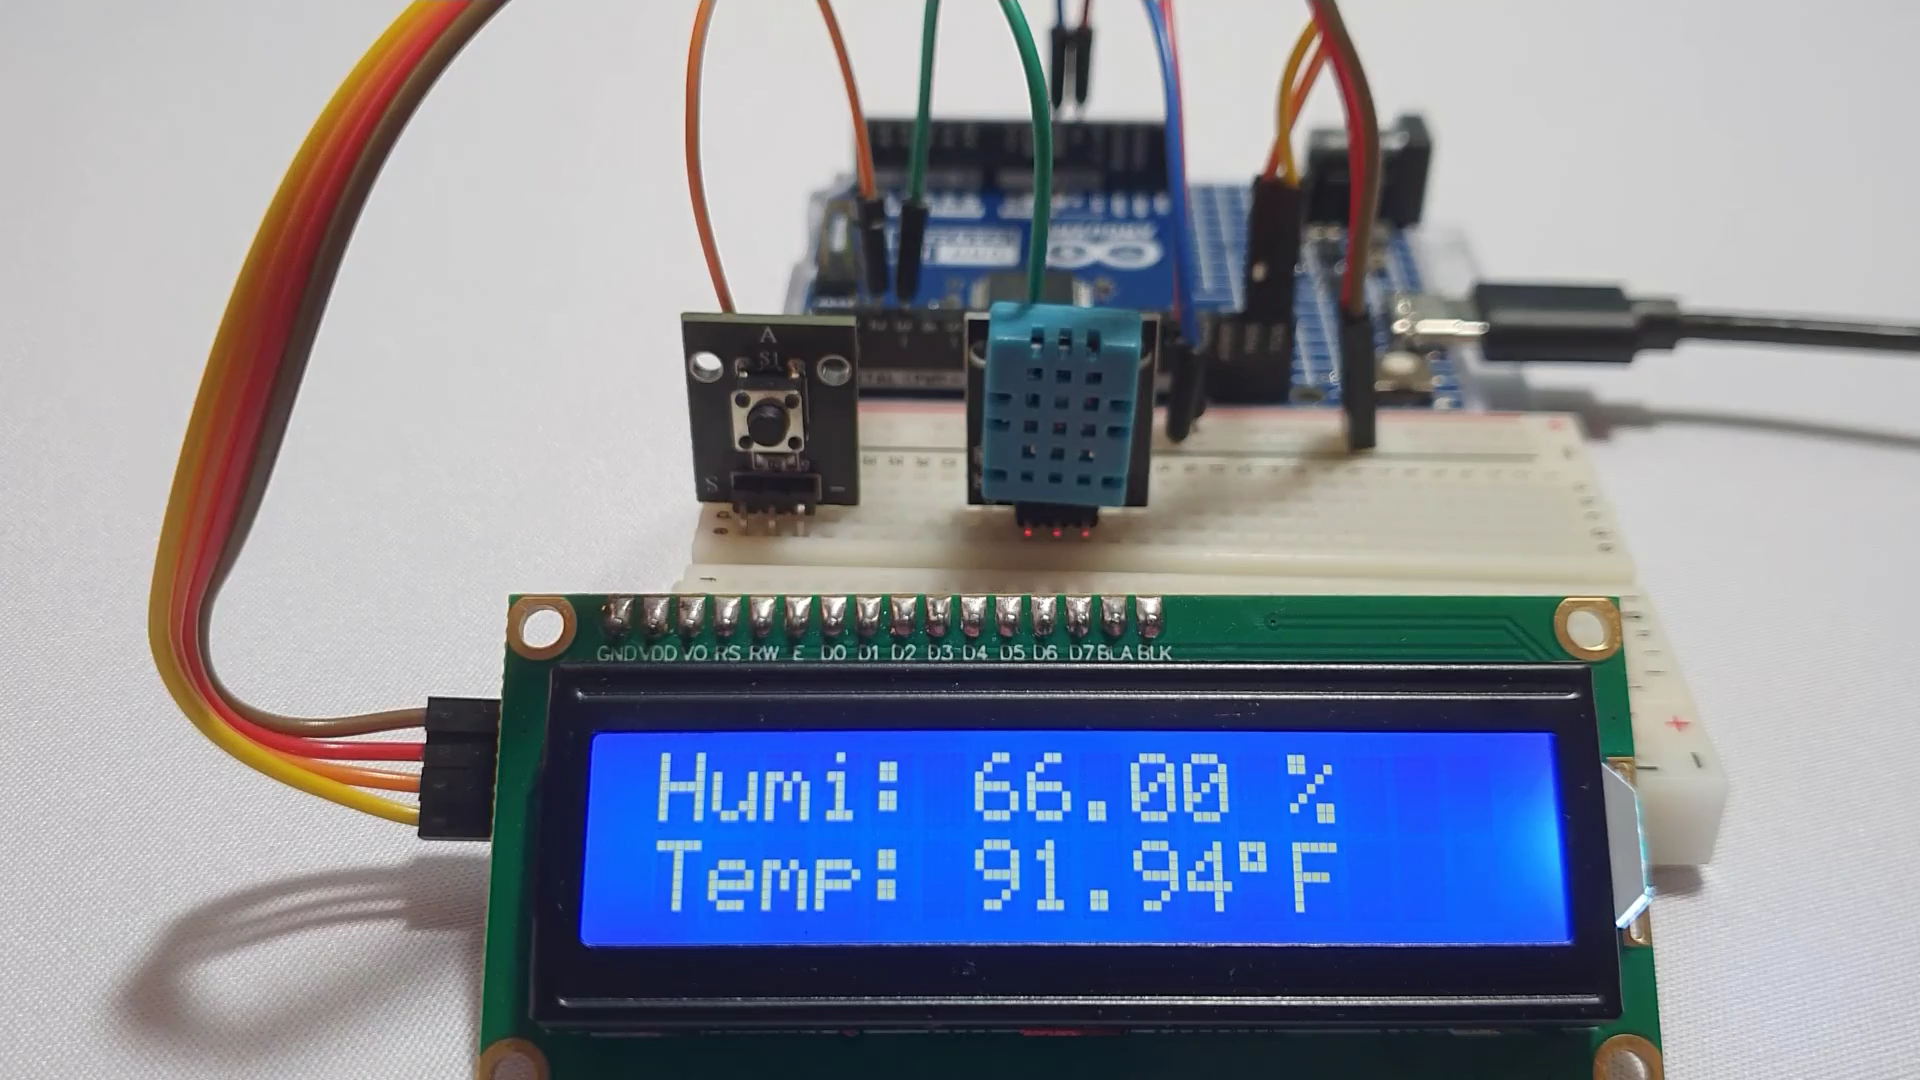 A
S1
S -
GND VDD VO RS RW E D0 D1 D2 D3 D4 D5 D6 D7 BLA BLK
Humi: 66.00 %
Temp: 91.94°F